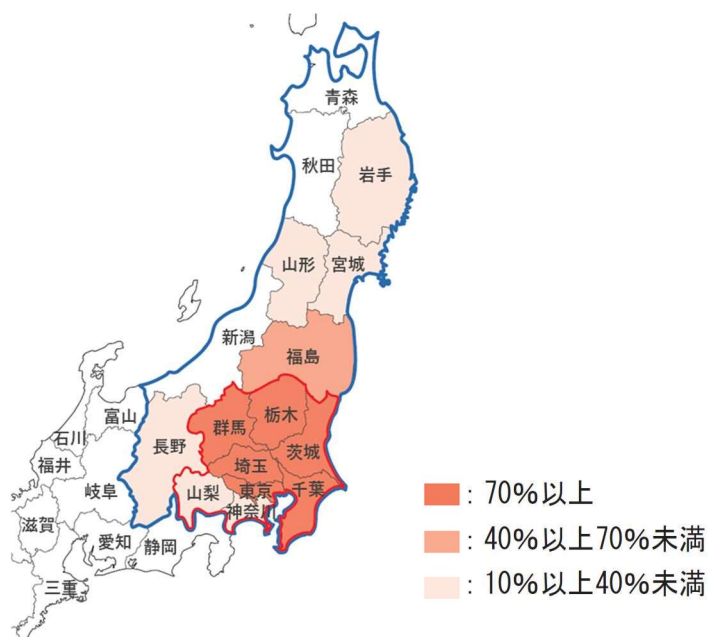 青森
秋田
岩手
山形
宮城
新潟
福島
富山
栃木
群馬
石川
長野
茨城
福井
埼玉
岐阜
山梨
東京
千葉
神奈川
滋賀
愛知
静岡
三重
：70%以上
：40%以上70%未満
：10%以上40%未満